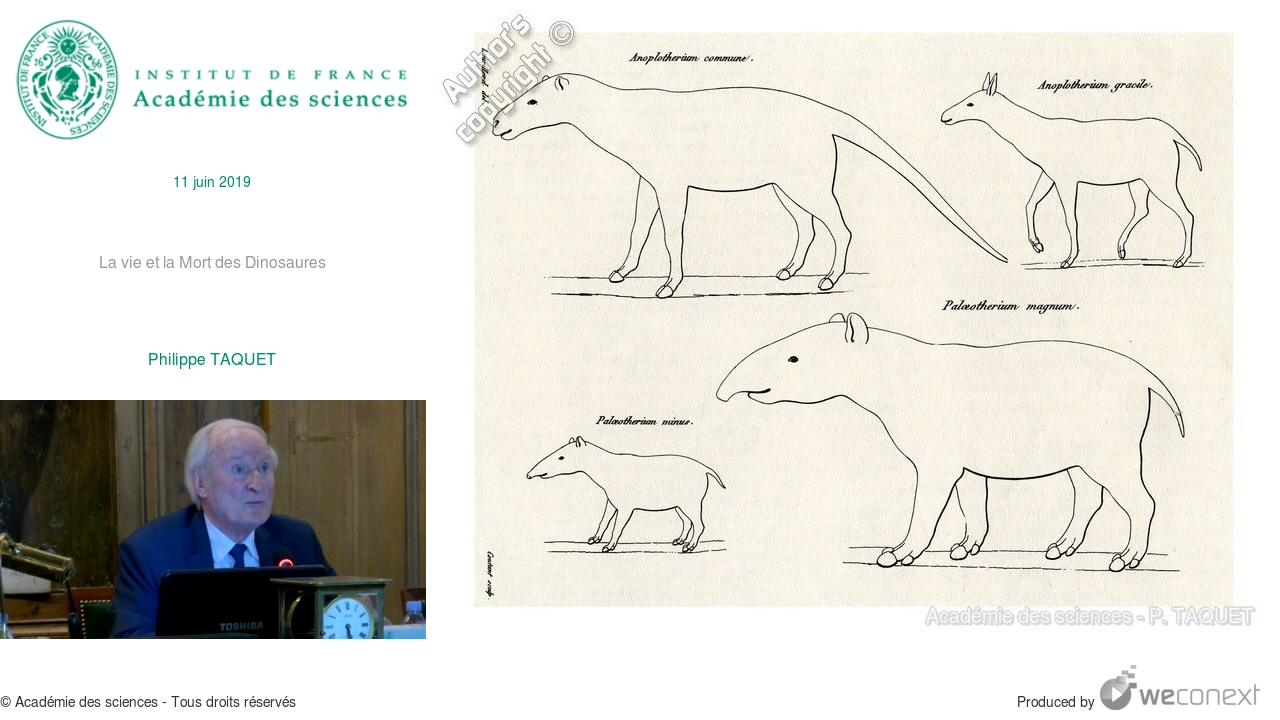 INSTITUT DE FRANCE
Académie des sciences
11 juin 2019
La vie et la Mort des Dinosaures
Philippe TAQUET
TOSHIBA
Author's
copyright ©
Anoplotherium commune.
Anoplotherium gracile.
Palæotherium magnum.
Palæotherium minus.
Académie des sciences - P. TAQUET
© Académie des sciences - Tous droits réservés
Produced by
weconext